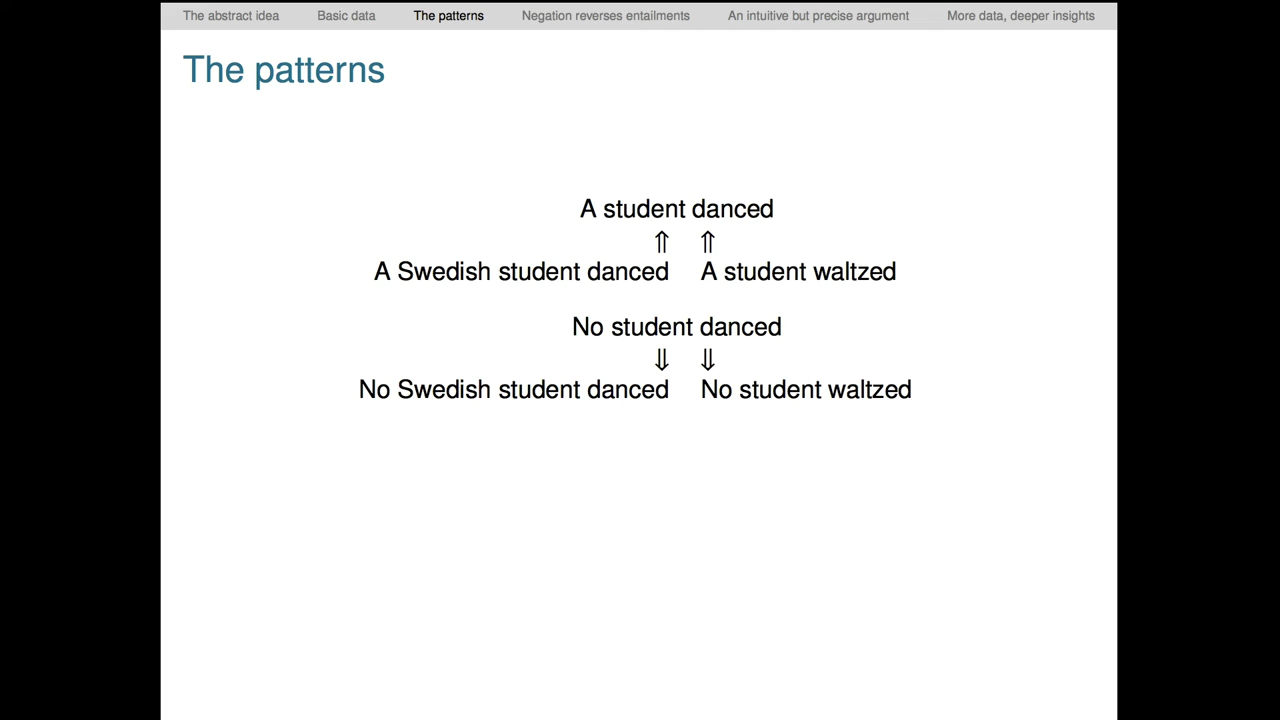 The abstract idea Basic data The patterns Negation reverses entailments An intuitive but precise argument More data, deeper insights
The patterns
A student danced
⇑ ⇑
A Swedish student danced A student waltzed
No student danced
⇓ ⇓
No Swedish student danced No student waltzed